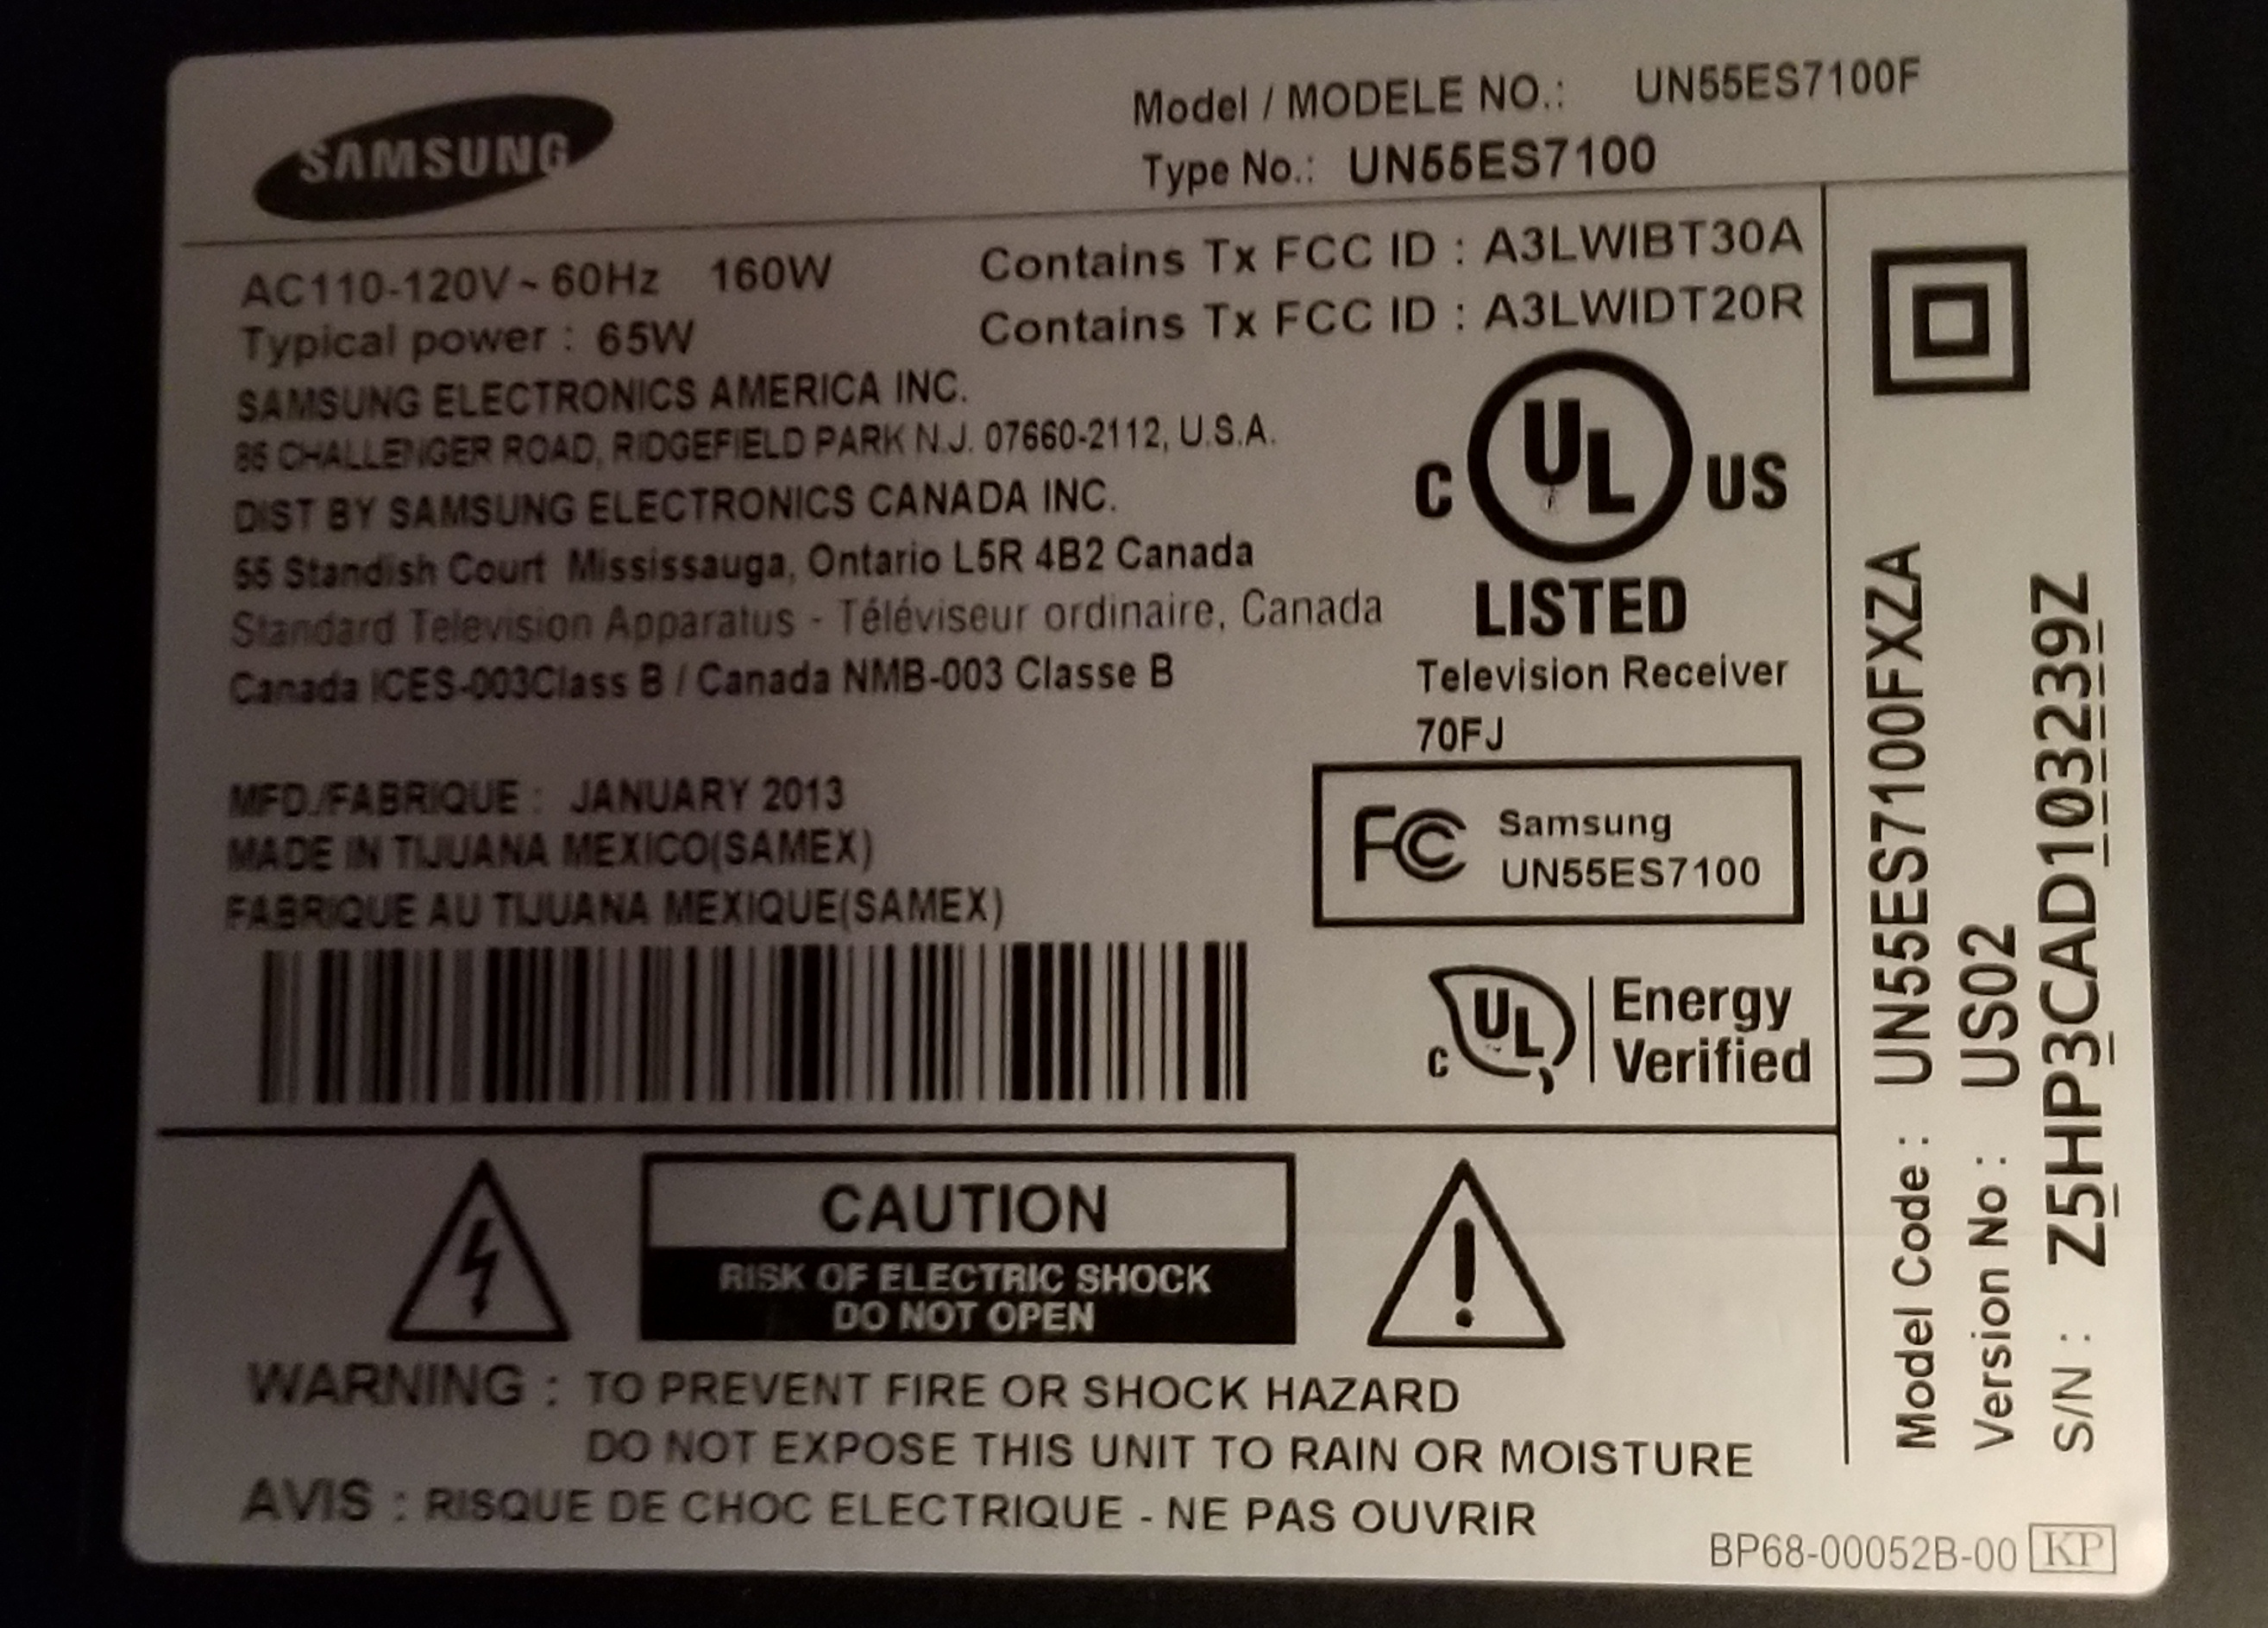 SAMSUNG
Model / MODELE NO.: UN55ES7100F
Type No.: UN55ES7100
AC110-120V~60Hz 160W
Typical power : 65W
Contains Tx FCC ID : A3LWIBT30A
Contains Tx FCC ID : A3LWIDT20R
SAMSUNG ELECTRONICS AMERICA INC.
85 CHALLENGER ROAD, RIDGEFIELD PARK N.J. 07660-2112, U.S.A.
DIST BY SAMSUNG ELECTRONICS CANADA INC.
55 Standish Court Mississauga, Ontario L5R 4B2 Canada
Standard Television Apparatus - Téléviseur ordinaire, Canada
Canada ICES-003Class B / Canada NMB-003 Classe B
C UL US
LISTED
Television Receiver
70FJ
MFD./FABRIQUE : JANUARY 2013
MADE IN TIJUANA MEXICO(SAMEX)
FABRIQUE AU TIJUANA MEXIQUE(SAMEX)
FC Samsung
UN55ES7100
c UL Energy
Verified
CAUTION
RISK OF ELECTRIC SHOCK
DO NOT OPEN
WARNING : TO PREVENT FIRE OR SHOCK HAZARD
DO NOT EXPOSE THIS UNIT TO RAIN OR MOISTURE
AVIS : RISQUE DE CHOC ELECTRIQUE - NE PAS OUVRIR
Model Code : UN55ES7100FXZA
Version No : US02
S/N : Z5HP3CAD103239Z
BP68-00052B-00 KP